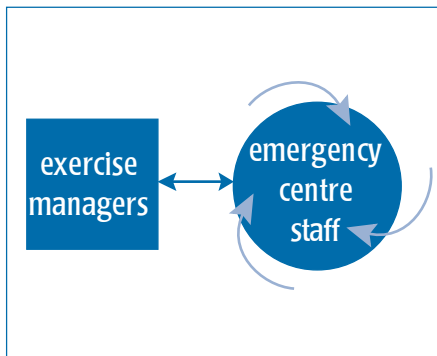 exercise
managers
emergency
centre
staff